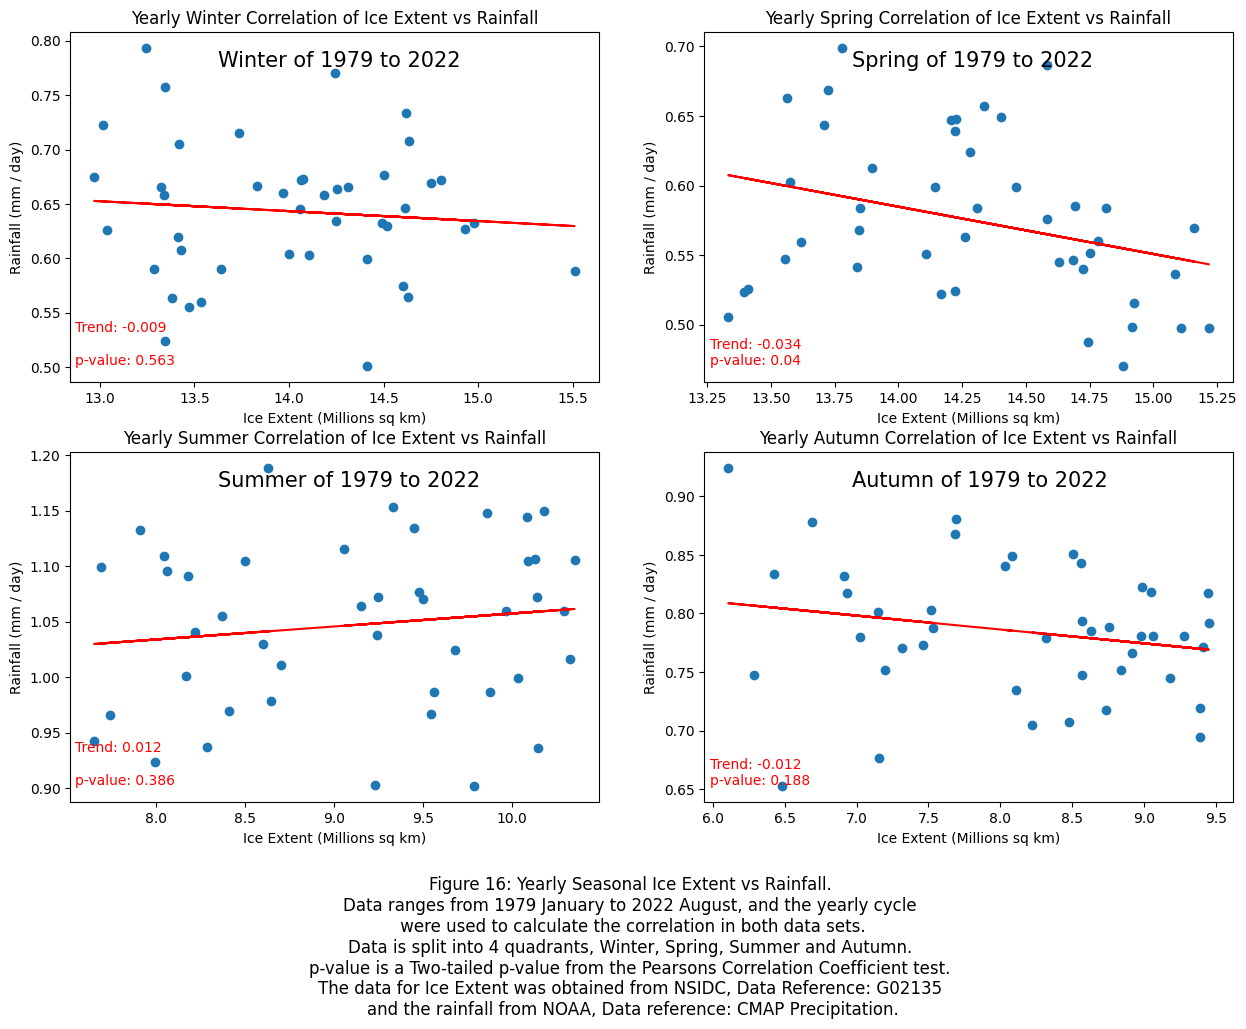 Yearly Winter Correlation of Ice Extent vs Rainfall
Winter of 1979 to 2022
0.80
0.75
0.70
0.65
0.60
0.55
0.50
Rainfall (mm / day)
Trend: -0.009
p-value: 0.563
13.0 13.5 14.0 14.5 15.0 15.5
Ice Extent (Millions sq km)
Yearly Spring Correlation of Ice Extent vs Rainfall
Spring of 1979 to 2022
0.70
0.65
0.60
0.55
0.50
Rainfall (mm / day)
Trend: -0.034
p-value: 0.04
13.25 13.50 13.75 14.00 14.25 14.50 14.75 15.00 15.25
Ice Extent (Millions sq km)
Yearly Summer Correlation of Ice Extent vs Rainfall
Summer of 1979 to 2022
1.20
1.15
1.10
1.05
1.00
0.95
0.90
Rainfall (mm / day)
Trend: 0.012
p-value: 0.386
8.0 8.5 9.0 9.5 10.0
Ice Extent (Millions sq km)
Yearly Autumn Correlation of Ice Extent vs Rainfall
Autumn of 1979 to 2022
0.90
0.85
0.80
0.75
0.70
0.65
Rainfall (mm / day)
Trend: -0.012
p-value: 0.188
6.0 6.5 7.0 7.5 8.0 8.5 9.0 9.5
Ice Extent (Millions sq km)
Figure 16: Yearly Seasonal Ice Extent vs Rainfall.
Data ranges from 1979 January to 2022 August, and the yearly cycle
were used to calculate the correlation in both data sets.
Data is split into 4 quadrants, Winter, Spring, Summer and Autumn.
p-value is a Two-tailed p-value from the Pearsons Correlation Coefficient test.
The data for Ice Extent was obtained from NSIDC, Data Reference: G02135
and the rainfall from NOAA, Data reference: CMAP Precipitation.